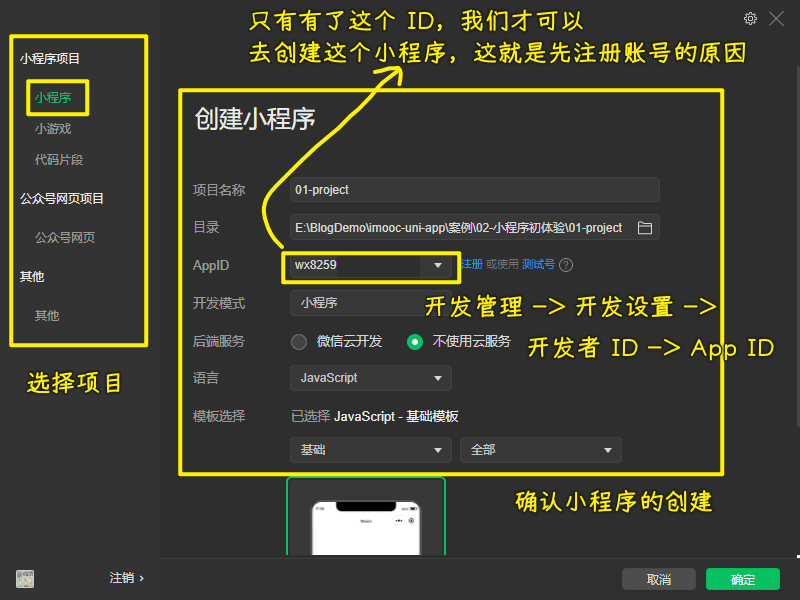 只有有了这个 ID，我们才可以
去创建这个小程序，这就是先注册账号的原因
小程序项目
小程序
小游戏
代码片段
公众号网页项目
公众号网页
其他
其他
选择项目
创建小程序
项目名称 01-project
目录 E:\BlogDemo\imooc-uni-app\案例\02-小程序初体验\01-project
AppID wx8259 注册 或使用 测试号 ?
开发模式 小程序
开发管理 -> 开发设置 ->
后端服务 微信云开发 不使用云服务
开发者 ID -> App ID
语言 JavaScript
模板选择 已选择 JavaScript - 基础模板
基础 全部
确认小程序的创建
注销 ›
取消 确定